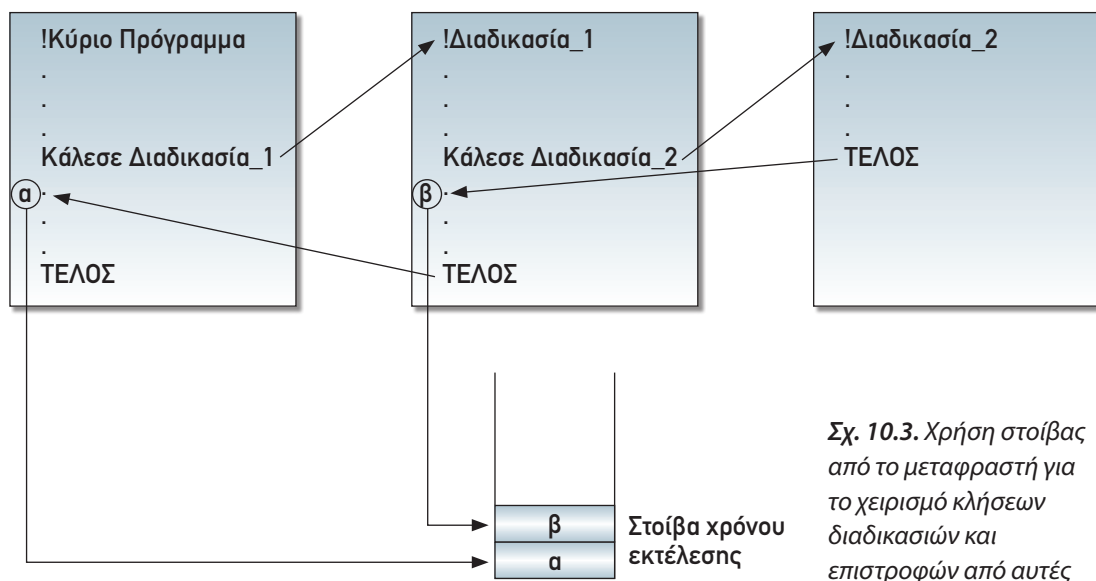 !Κύριο Πρόγραμμα
.
.
.
Κάλεσε Διαδικασία_1
α .
.
.
ΤΕΛΟΣ
!Διαδικασία_1
.
.
.
Κάλεσε Διαδικασία_2
β .
.
.
ΤΕΛΟΣ
!Διαδικασία_2
.
.
.
ΤΕΛΟΣ
β
α
Στοίβα χρόνου
εκτέλεσης
Σχ. 10.3. Χρήση στοίβας
από το μεταφραστή για
το χειρισμό κλήσεων
διαδικασιών και
επιστροφών από αυτές